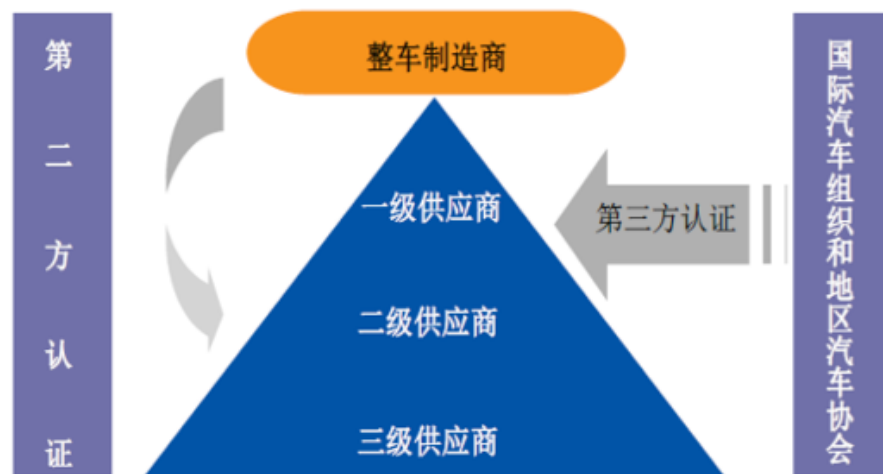 第二方认证
整车制造商
一级供应商
二级供应商
三级供应商
第三方认证
国际汽车组织和地区汽车协会